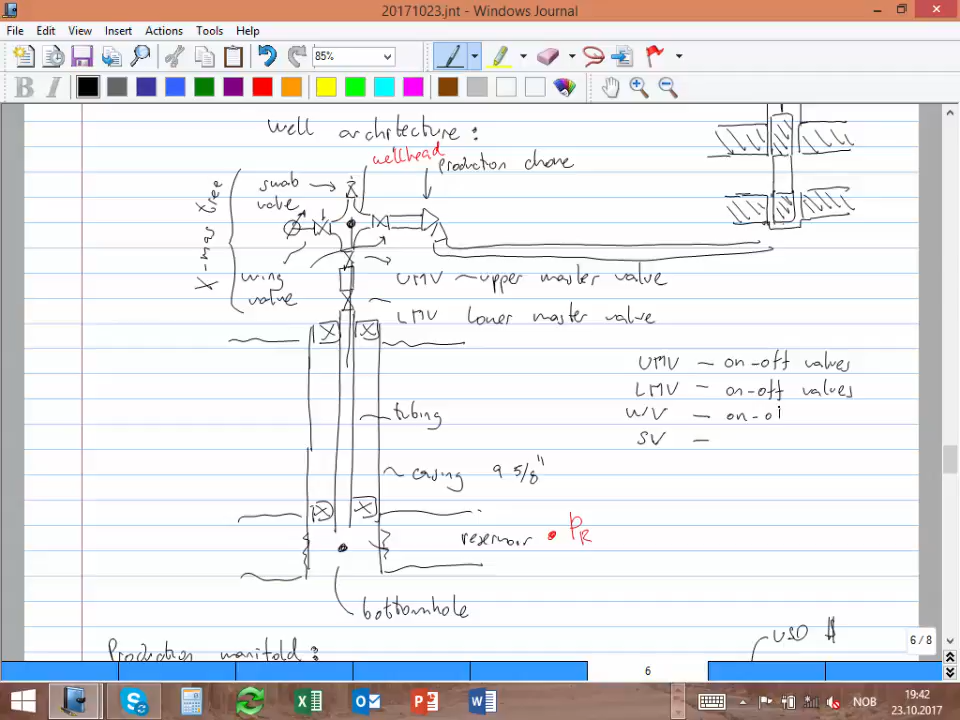 20171023.jnt - Windows Journal
File Edit View Insert Actions Tools Help
85%
B I
Well architecture:
wellhead
production choke
swab valve
X-mas tree
wing valve
UMV ~ upper master valve
LMV lower master valve
UMV - on-off valves
LMV - on-off valves
WV - on-of
SV -
tubing
casing 9 5/8"
reservoir PR
bottomhole
Production manifold:
USD $
6 / 8
6
NOB
19:42
23.10.2017